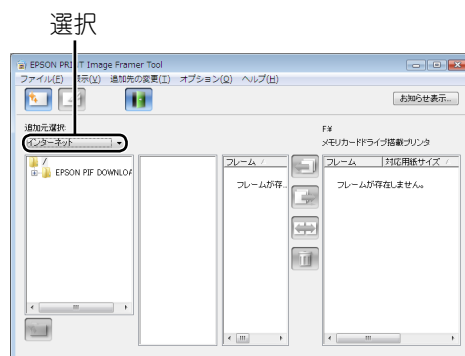 選択
EPSON PRINT Image Framer Tool
ファイル(F) 表示(V) 追加先の変更(T) オプション(O) ヘルプ(H)
お知らせ表示...
追加元選択:
インターネット
F¥
メモリカードドライブ搭載プリンタ
/
EPSON PIF DOWNLOA
フレーム /
フレームが存...
フレーム / 対応用紙サイズ /
フレームが存在しません。